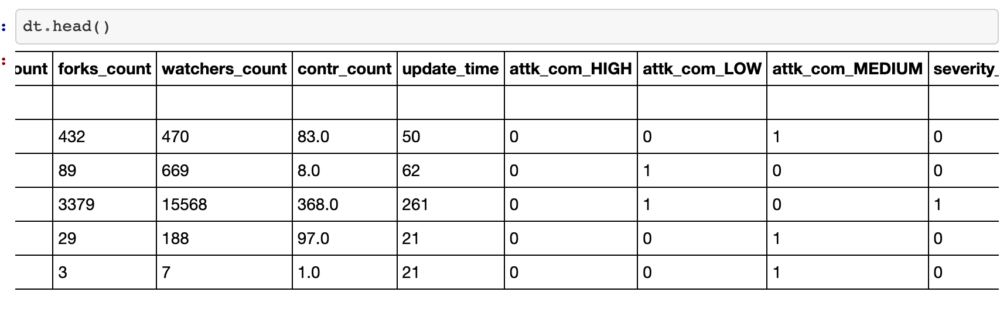 : dt.head()
: ount forks_count watchers_count contr_count update_time attk_com_HIGH attk_com_LOW attk_com_MEDIUM severity_
432 470 83.0 50 0 0 1 0
89 669 8.0 62 0 1 0 0
3379 15568 368.0 261 0 1 0 1
29 188 97.0 21 0 0 1 0
3 7 1.0 21 0 0 1 0